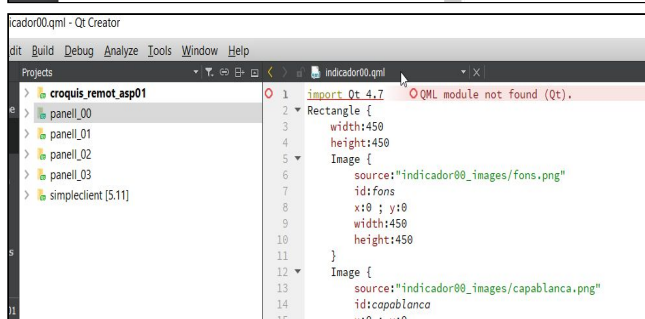 icador00.qml - Qt Creator
dit Build Debug Analyze Tools Window Help
Projects
indicador00.qml
croquis_remot_asp01
panell_00
panell_01
panell_02
panell_03
simpleclient [5.11]
1 import Qt 4.7 QML module not found (Qt).
2 Rectangle {
3 width:450
4 height:450
5 Image {
6 source:"indicador00_images/fons.png"
7 id:fons
8 x:0 ; y:0
9 width:450
10 height:450
11 }
12 Image {
13 source:"indicador00_images/capablanca.png"
14 id:capablanca